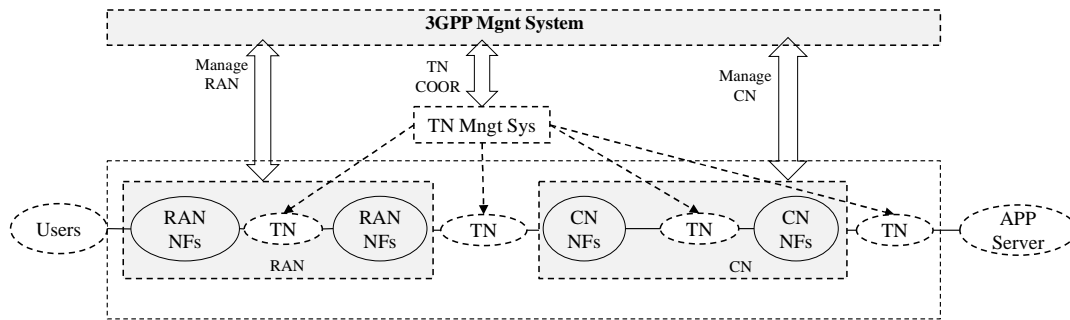 3GPP Mgnt System
Manage
RAN
TN
COOR
Manage
CN
TN Mngt Sys
Users
RAN
NFs
TN
RAN
NFs
TN
CN
NFs
TN
CN
NFs
TN
APP
Server
RAN
CN